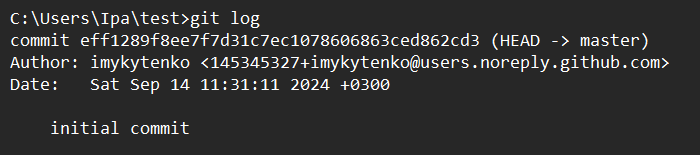 C:\Users\Ipa\test>git log
commit eff1289f8ee7f7d31c7ec1078606863ced862cd3 (HEAD -> master)
Author: imykytenko <145345327+imykytenko@users.noreply.github.com>
Date:   Sat Sep 14 11:31:11 2024 +0300
    initial commit